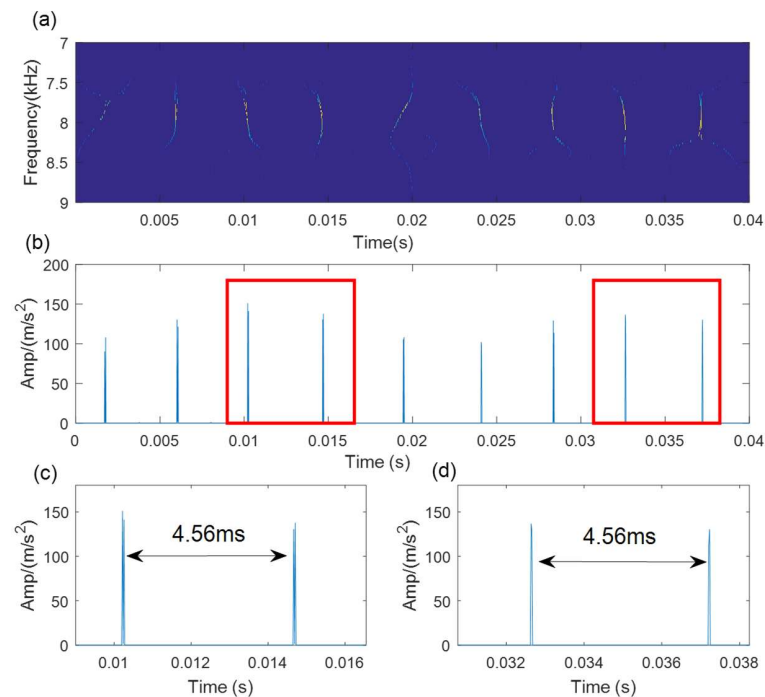 (a)
7
7.5
8
8.5
9
Frequency(kHz)
0.005 0.01 0.015 0.02 0.025 0.03 0.035 0.04
Time(s)
(b)
200
150
100
50
0
Amp/(m/s²)
0 0.005 0.01 0.015 0.02 0.025 0.03 0.035 0.04
Time (s)
(c)
150
100
50
0
Amp/(m/s²)
4.56ms
0.01 0.012 0.014 0.016
Time (s)
(d)
150
100
50
0
Amp/(m/s²)
4.56ms
0.032 0.034 0.036 0.038
Time (s)